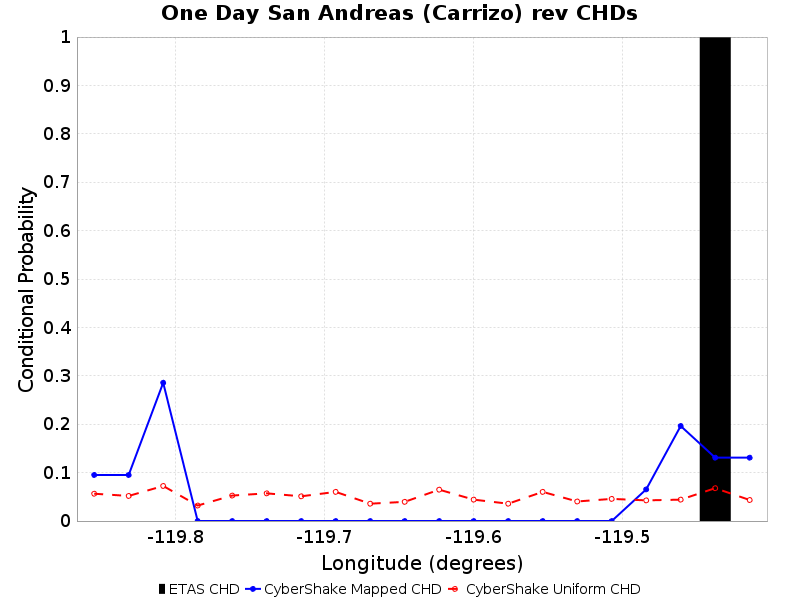 One Day San Andreas (Carrizo) rev CHDs
1
0.9
0.8
0.7
0.6
0.5
0.4
0.3
0.2
0.1
0
Conditional Probability
-119.8 -119.7 -119.6 -119.5
Longitude (degrees)
ETAS CHD CyberShake Mapped CHD CyberShake Uniform CHD